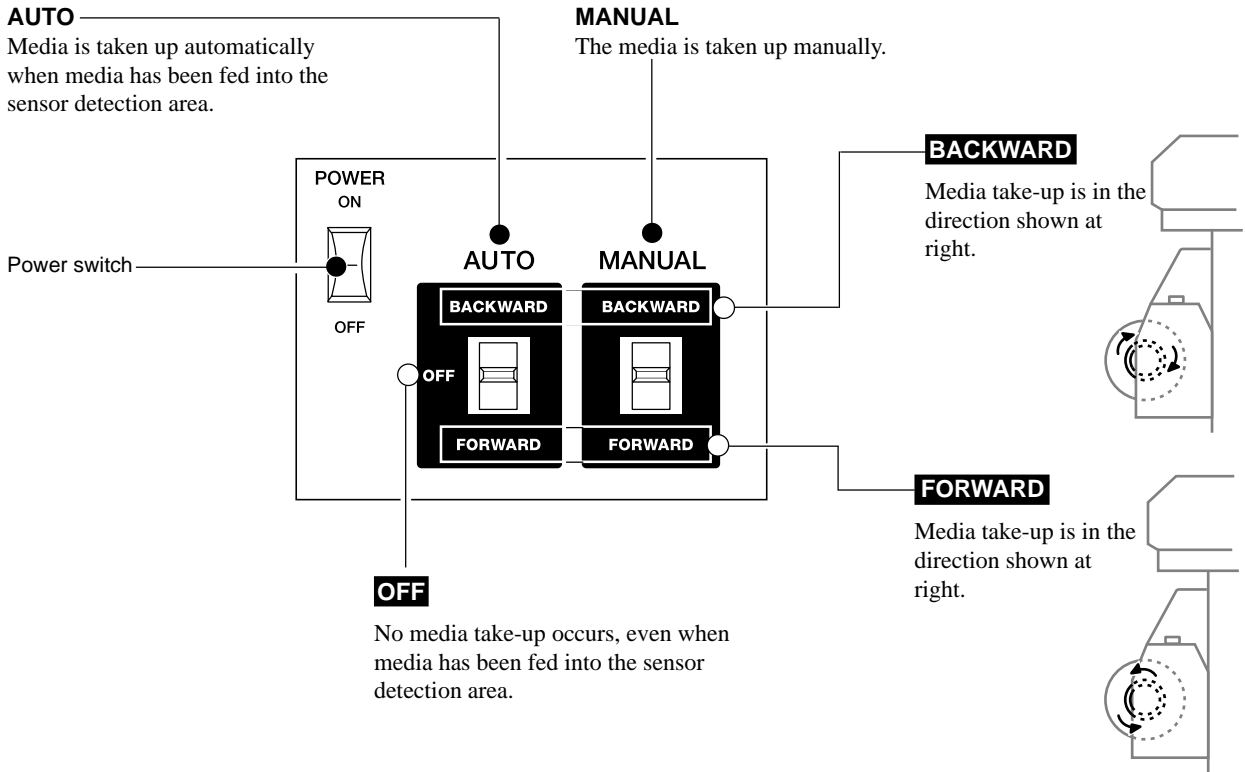 AUTO
Media is taken up automatically
when media has been fed into the
sensor detection area.
MANUAL
The media is taken up manually.
BACKWARD
Media take-up is in the
direction shown at
right.
POWER
ON
Power switch
OFF
AUTO
MANUAL
BACKWARD
BACKWARD
OFF
FORWARD
FORWARD
FORWARD
Media take-up is in the
direction shown at
right.
OFF
No media take-up occurs, even when
media has been fed into the sensor
detection area.